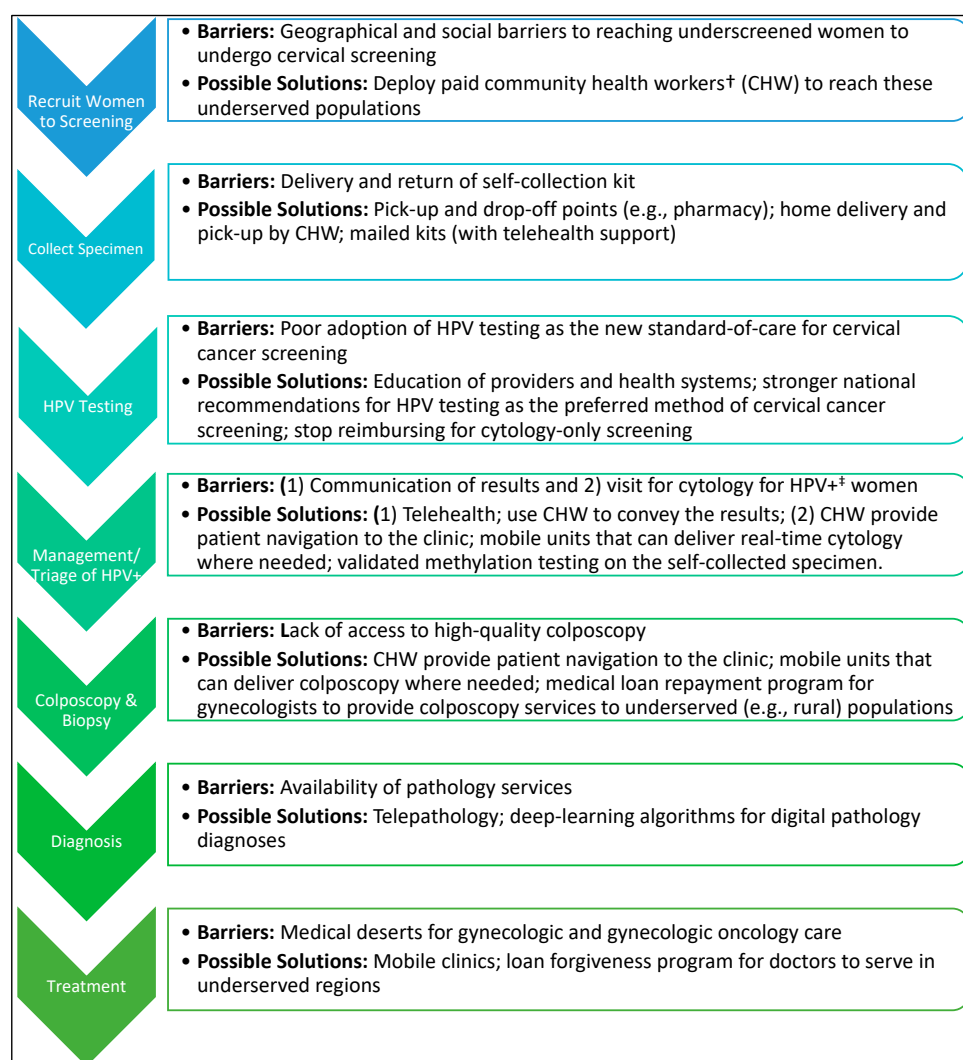 Recruit Women
to Screening
• Barriers: Geographical and social barriers to reaching underscreened women to
undergo cervical screening
• Possible Solutions: Deploy paid community health workers† (CHW) to reach these
underserved populations
Collect Specimen
• Barriers: Delivery and return of self-collection kit
• Possible Solutions: Pick-up and drop-off points (e.g., pharmacy); home delivery and
pick-up by CHW; mailed kits (with telehealth support)
HPV Testing
• Barriers: Poor adoption of HPV testing as the new standard-of-care for cervical
cancer screening
• Possible Solutions: Education of providers and health systems; stronger national
recommendations for HPV testing as the preferred method of cervical cancer
screening; stop reimbursing for cytology-only screening
Management/
Triage of HPV+
• Barriers: (1) Communication of results and 2) visit for cytology for HPV+‡ women
• Possible Solutions: (1) Telehealth; use CHW to convey the results; (2) CHW provide
patient navigation to the clinic; mobile units that can deliver real-time cytology
where needed; validated methylation testing on the self-collected specimen.
Colposcopy &
Biopsy
• Barriers: Lack of access to high-quality colposcopy
• Possible Solutions: CHW provide patient navigation to the clinic; mobile units that
can deliver colposcopy where needed; medical loan repayment program for
gynecologists to provide colposcopy services to underserved (e.g., rural) populations
Diagnosis
• Barriers: Availability of pathology services
• Possible Solutions: Telepathology; deep-learning algorithms for digital pathology
diagnoses
Treatment
• Barriers: Medical deserts for gynecologic and gynecologic oncology care
• Possible Solutions: Mobile clinics; loan forgiveness program for doctors to serve in
underserved regions